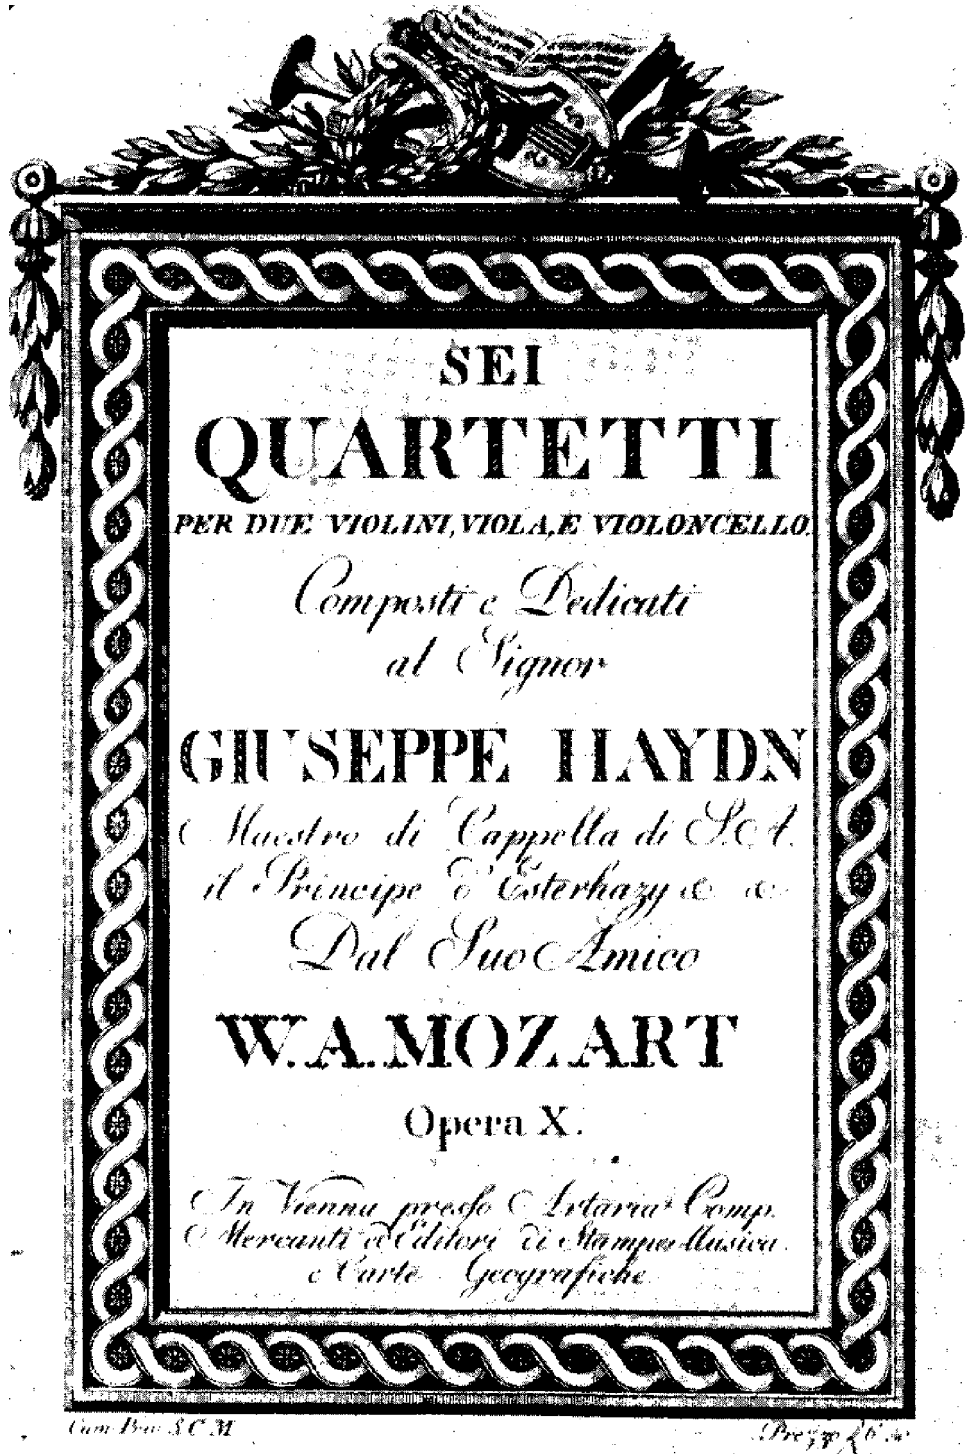 SEI
QUARTETTI
PER DUE VIOLINI, VIOLA, E VIOLONCELLO.
Composti e Dedicati
al Signor
GIUSEPPE HAYDN
Maestro di Cappella di S.A.
il Principe d'Esterhazy &c &c
Dal Suo Amico
W.A. MOZART
Opera X.
In Vienna presso Artaria Comp.
Mercanti ed Editori di Stampe Musica
e Carte Geografiche
Cum Priv. S.C.M
Prezzo